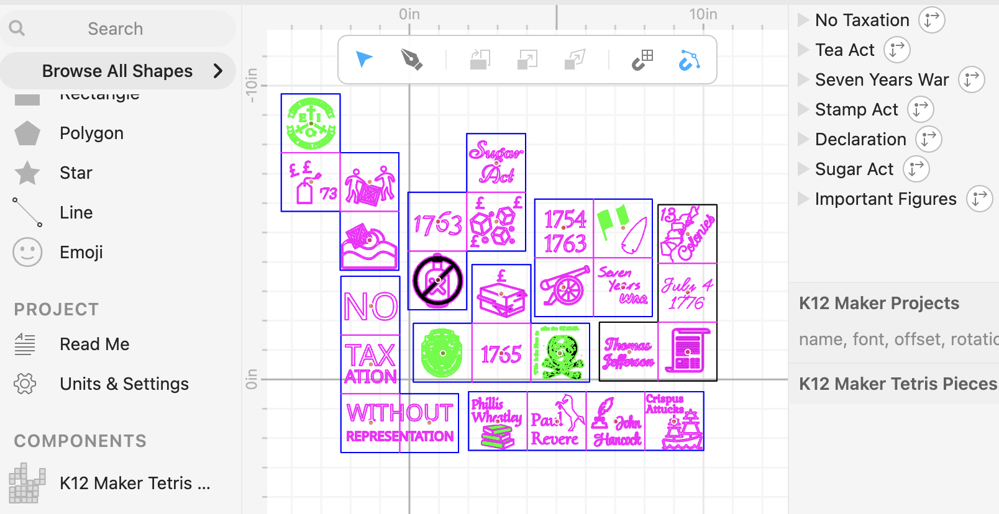 Search
Browse All Shapes
Rectangle
Polygon
Star
Line
Emoji
PROJECT
Read Me
Units & Settings
COMPONENTS
K12 Maker Tetris ...
0in
10in
-10in
0in
E I
££
'73
Sugar
Act
1763
£ £
£
NO
TAX
ATION
WITHOUT
REPRESENTATION
£
1765
1754
1763
Seven
Years
WAR
13
Colonies
July 4
1776
Thomas
Jefferson
Phillis
Wheatley
Paul
Revere
John
Hancock
Crispus
Attucks
No Taxation
Tea Act
Seven Years War
Stamp Act
Declaration
Sugar Act
Important Figures
K12 Maker Projects
name, font, offset, rotatio
K12 Maker Tetris Pieces